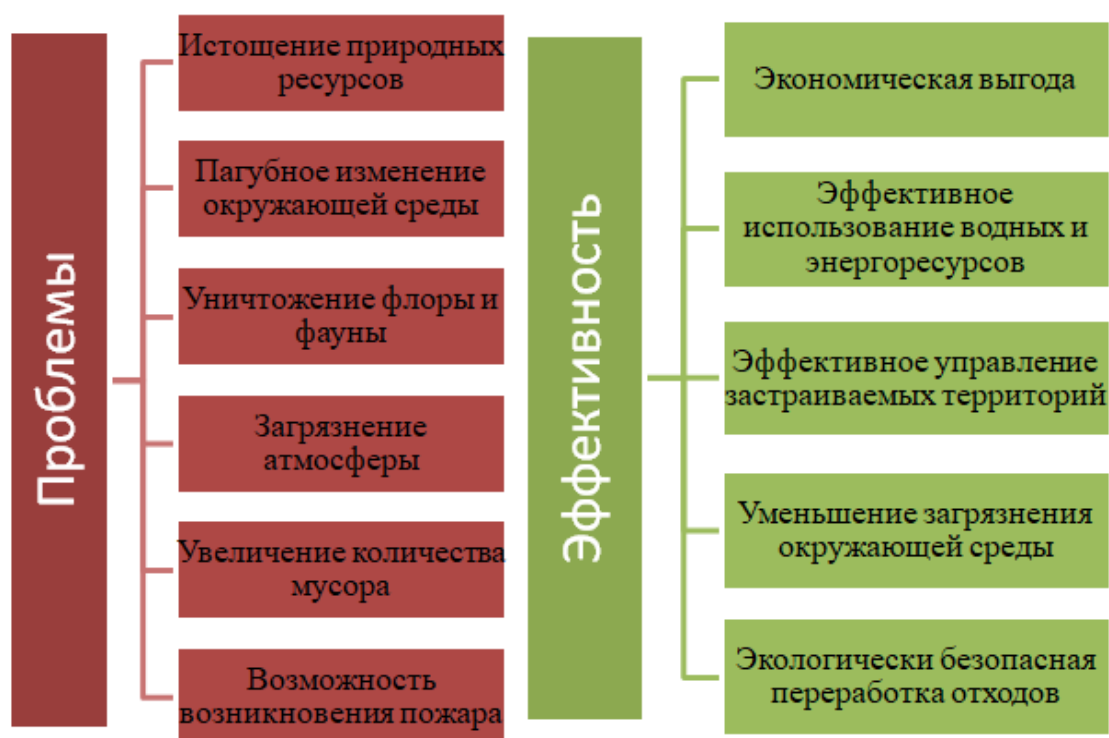 Проблемы
Истощение природных
ресурсов
Пагубное изменение
окружающей среды
Уничтожение флоры и
фауны
Загрязнение
атмосферы
Увеличение количества
мусора
Возможность
возникновения пожара
Эффективность
Экономическая выгода
Эффективное
использование водных и
энергоресурсов
Эффективное управление
застраиваемых территорий
Уменьшение загрязнения
окружающей среды
Экологически безопасная
переработка отходов